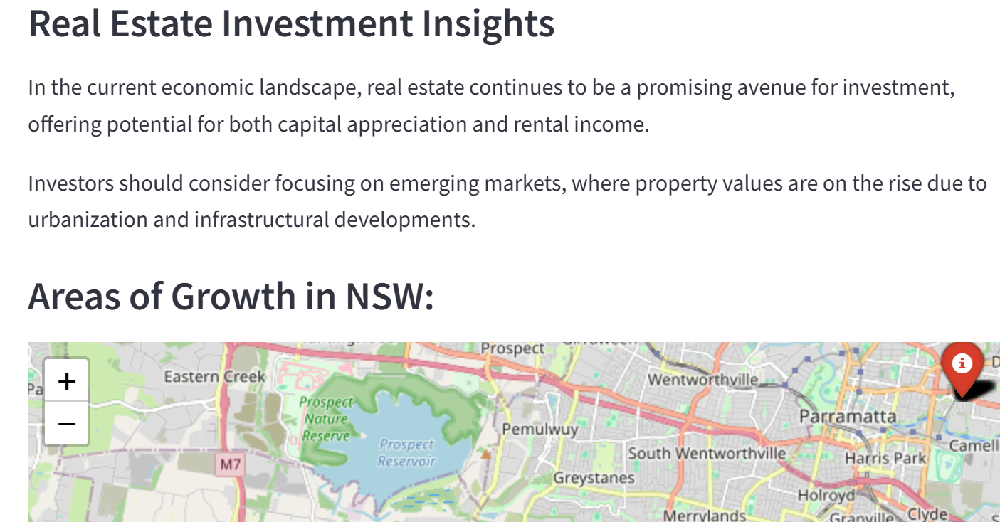 Real Estate Investment Insights
In the current economic landscape, real estate continues to be a promising avenue for investment,
offering potential for both capital appreciation and rental income.
Investors should consider focusing on emerging markets, where property values are on the rise due to
urbanization and infrastructural developments.
Areas of Growth in NSW:
Prospect
Eastern Creek
Wentworthville
+
−
Prospect
Nature
Reserve
Parramatta
Pemulwuy
Prospect
Reservoir
South Wentworthville
Harris Park
M7
Greystanes
Holroyd
Merrylands
Granville
Clyde